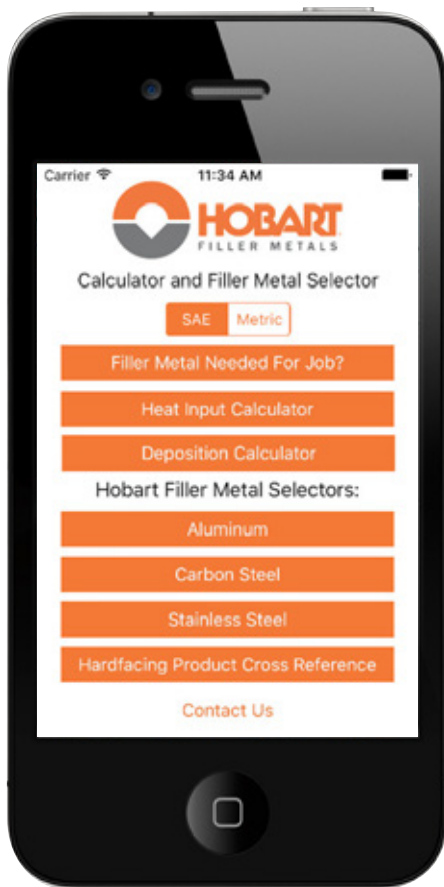 Carrier 11:34 AM
HOBART
FILLER METALS
Calculator and Filler Metal Selector
SAE Metric
Filler Metal Needed For Job?
Heat Input Calculator
Deposition Calculator
Hobart Filler Metal Selectors:
Aluminum
Carbon Steel
Stainless Steel
Hardfacing Product Cross Reference
Contact Us